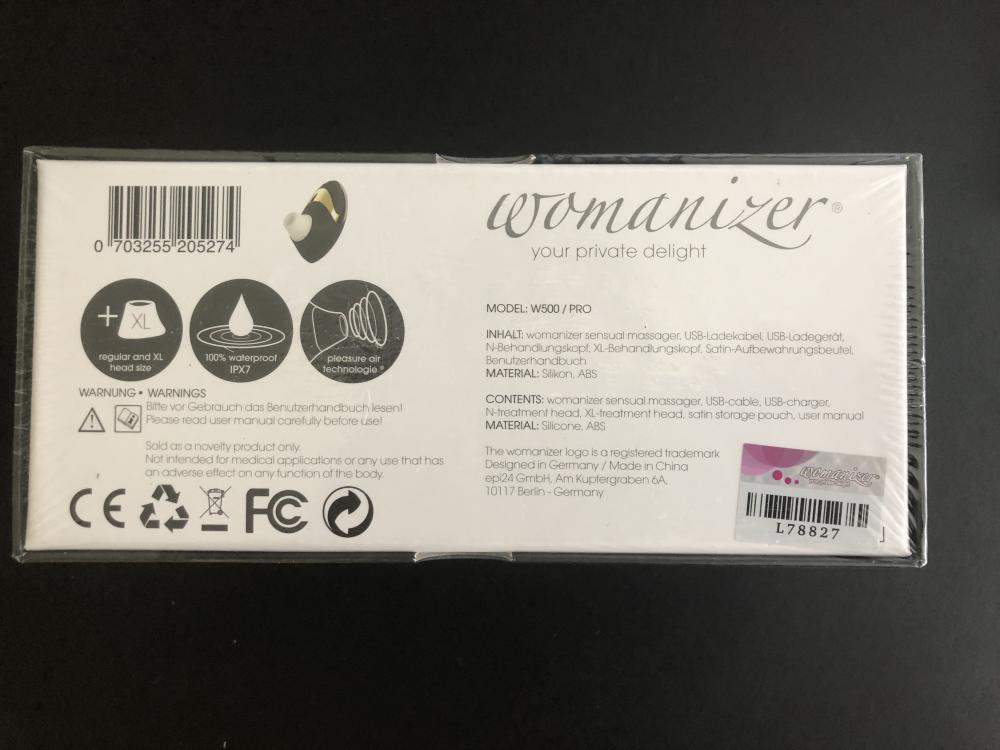 0 703255 205274
+ XL
regular and XL
head size
100% waterproof
IPX7
pleasure air
technologie®
WARNUNG • WARNINGS
Bitte vor Gebrauch das Benutzerhandbuch lesen!
Please read user manual carefully before use!
Sold as a novelty product only.
Not intended for medical applications or any use that has
an adverse effect on any function of the body.
CE FC
womanizer®
your private delight
MODEL: W500 / PRO
INHALT: womanizer sensual massager, USB-Ladekabel, USB-Ladegerät,
N-Behandlungskopf, XL-Behandlungskopf, Satin-Aufbewahrungsbeutel,
Benutzerhandbuch
MATERIAL: Silikon, ABS
CONTENTS: womanizer sensual massager, USB-cable, USB-charger,
N-treatment head, XL-treatment head, satin storage pouch, user manual
MATERIAL: Silicone, ABS
The womanizer logo is a registered trademark
Designed in Germany / Made in China
epi24 GmbH, Am Kupfergraben 6A,
10117 Berlin - Germany
womanizer
L78827